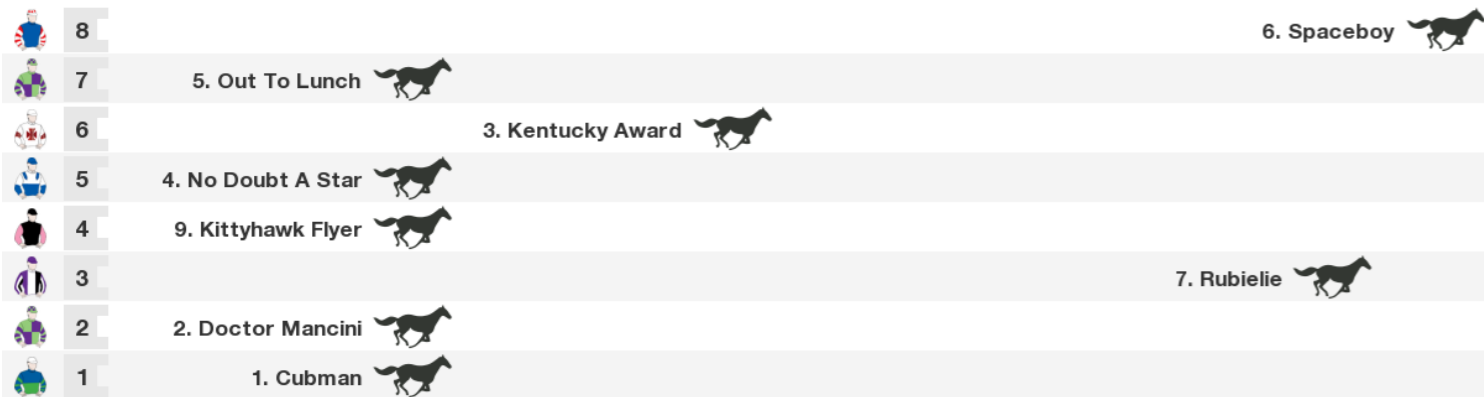 8 6. Spaceboy
7 5. Out To Lunch
6 3. Kentucky Award
5 4. No Doubt A Star
4 9. Kittyhawk Flyer
3 7. Rubielie
2 2. Doctor Mancini
1 1. Cubman